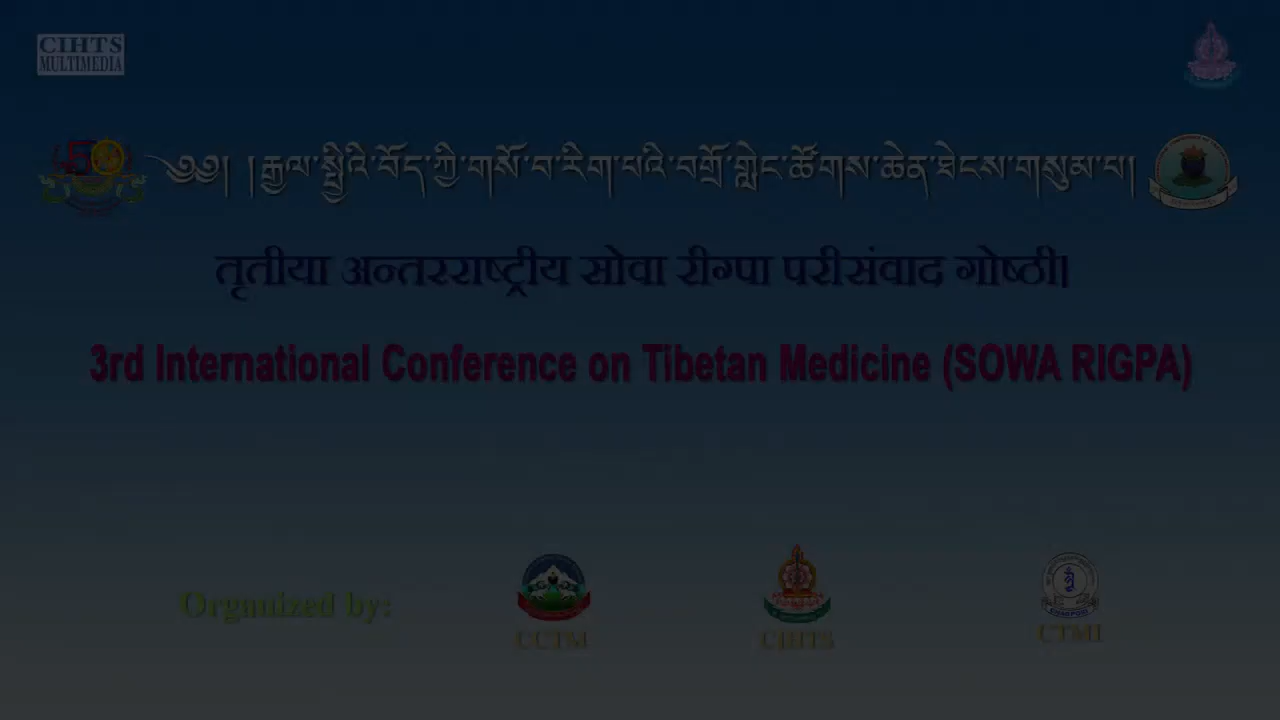 CIHTS
MULTIMEDIA
༄༅། །རྒྱལ་སྤྱིའི་བོད་ཀྱི་གསོ་བ་རིག་པའི་བགྲོ་གླེང་ཚོགས་ཆེན་ཐེངས་གསུམ་པ།
तृतीया अन्तरराष्ट्रीय सोवा रीग्पा परीसंवाद गोष्ठी।
3rd International Conference on Tibetan Medicine (SOWA RIGPA)
Organized by:
CCTM CIHTS CTMI